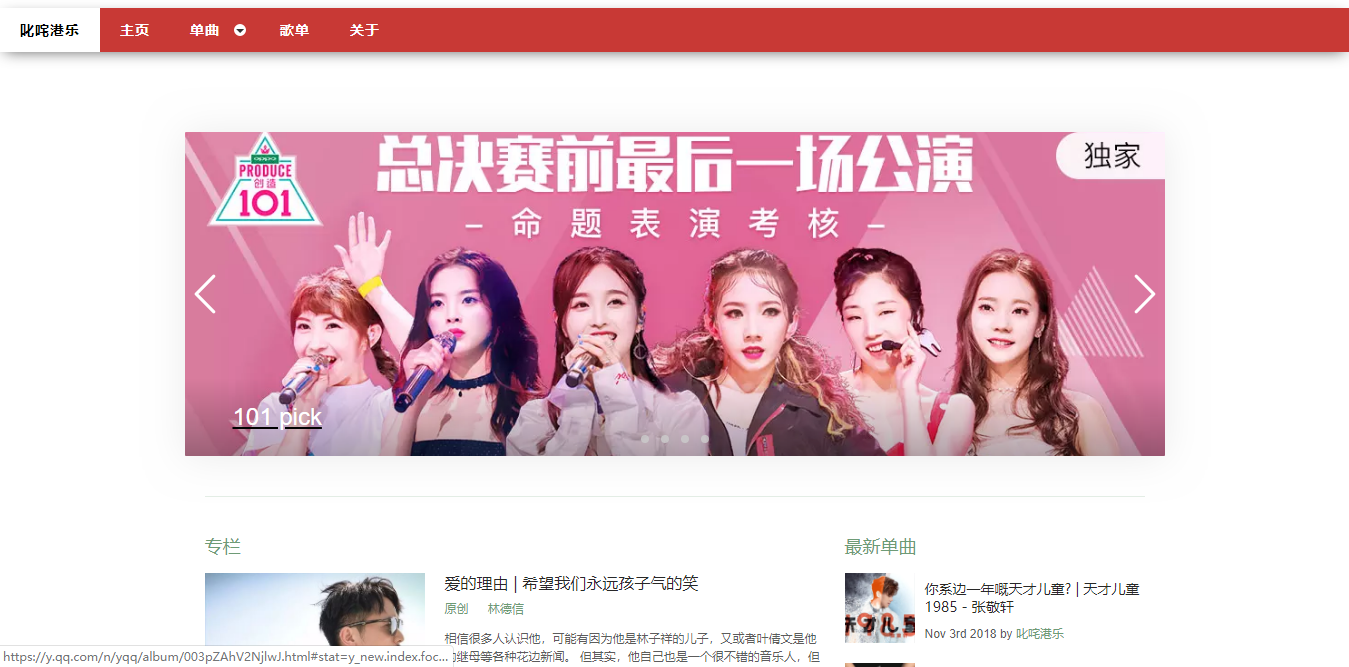 叱咤港乐 主页 单曲 歌单 关于
总决赛前最后一场公演
独家
oppo
PRODUCE
创造
101
- 命题表演考核 -
101 pick
专栏
爱的理由 | 希望我们永远孩子气的笑
原创 林德信
相信很多人认识他，可能有因为他是林子祥的儿子，又或者叶倩文是他
的继母等各种花边新闻。 但其实，他自己也是一个很不错的音乐人，但
最新单曲
你系边一年嘅天才儿童? | 天才儿童
1985 - 张敬轩
Nov 3rd 2018 by 叱咤港乐
https://y.qq.com/n/yqq/album/003pZAhV2NjlwJ.html#stat=y_new.index.foc...